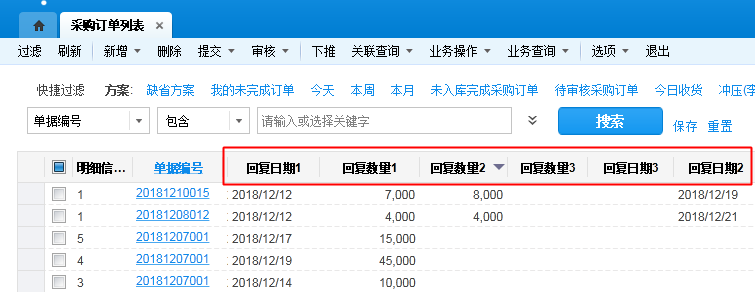 采购订单列表 ×
过滤 刷新 新增 删除 提交 审核 下推 关联查询 业务操作 业务查询 选项 退出
快捷过滤 方案: 缺省方案 我的未完成订单 今天 本周 本月 未入库完成采购订单 待审核采购订单 今日收货 冲压(李
单据编号 包含 请输入或选择关键字 搜索 保存 重置
明细信... 单据编号 回复日期1 回复数量1 回复数量2 回复数量3 回复日期3 回复日期2
1 20181210015 2018/12/12 7,000 8,000 2018/12/19
1 20181208012 2018/12/12 4,000 4,000 2018/12/21
5 20181207001 2018/12/17 15,000
4 20181207001 2018/12/19 45,000
3 20181207001 2018/12/14 10,000